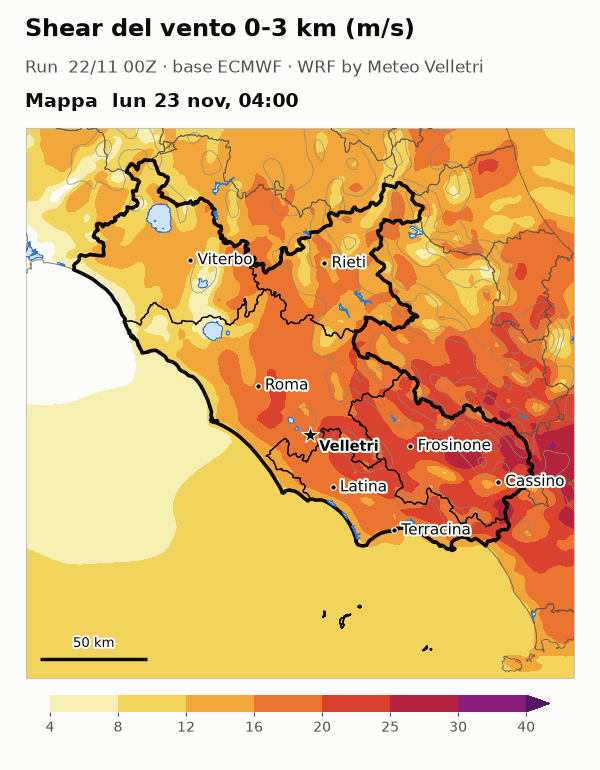 Shear del vento 0-3 km (m/s)
Run  22/11 00Z · base ECMWF · WRF by Meteo Velletri
Mappa  lun 23 nov, 04:00
Viterbo
Rieti
Roma
Velletri
Frosinone
Latina
Cassino
Terracina
50 km
4 8 12 16 20 25 30 40